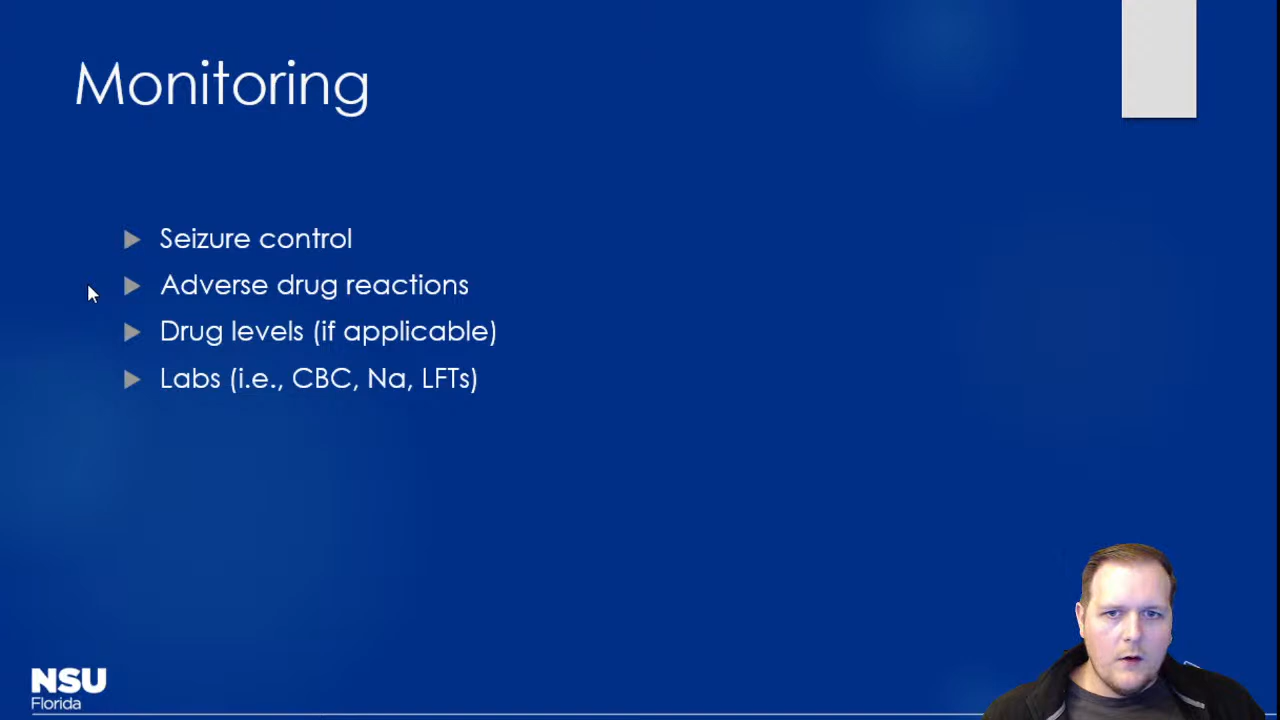 Monitoring
Seizure control
Adverse drug reactions
Drug levels (if applicable)
Labs (i.e., CBC, Na, LFTs)
NSU
Florida